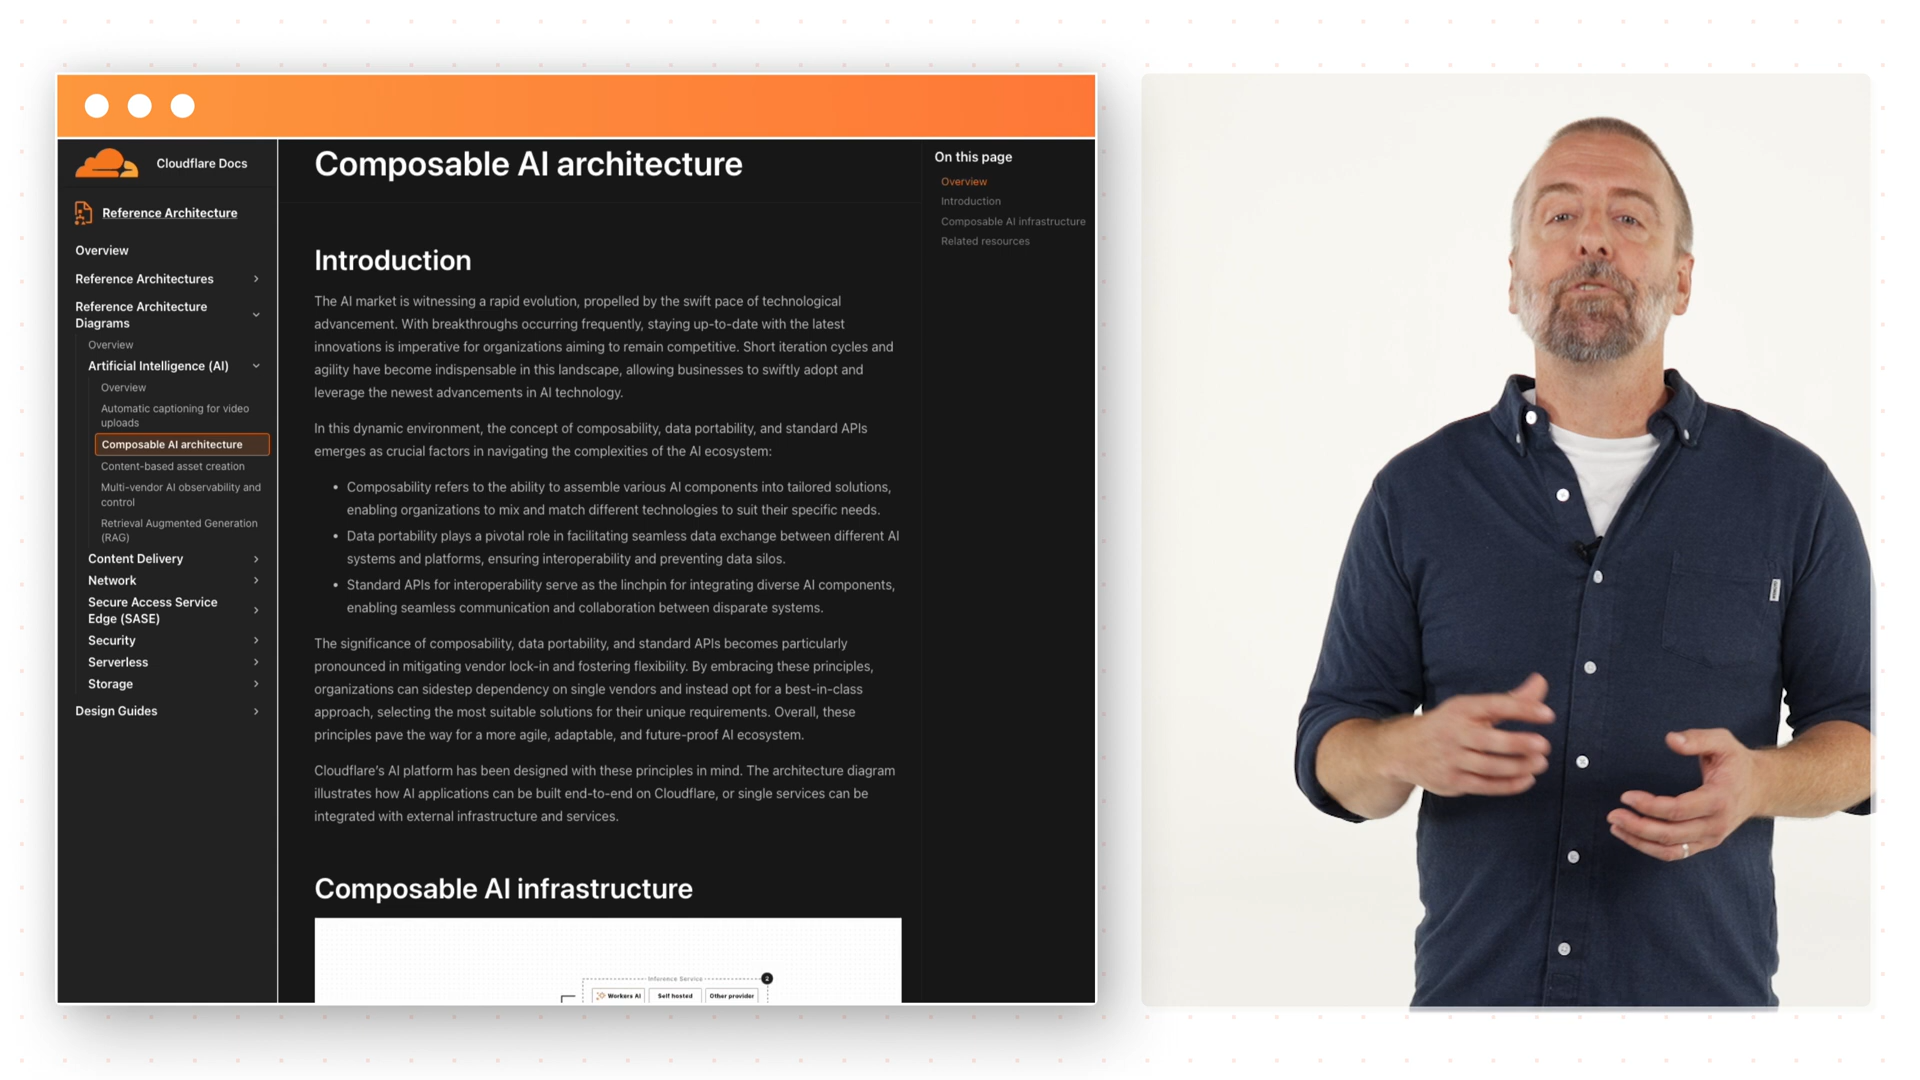 Cloudflare Docs
Reference Architecture
Overview
Reference Architectures
Reference Architecture
Diagrams
Overview
Artificial Intelligence (AI)
Overview
Automatic captioning for video
uploads
Composable AI architecture
Content-based asset creation
Multi-vendor AI observability and
control
Retrieval Augmented Generation
(RAG)
Content Delivery
Network
Secure Access Service
Edge (SASE)
Security
Serverless
Storage
Design Guides
Composable AI architecture
Introduction
The AI market is witnessing a rapid evolution, propelled by the swift pace of technological
advancement. With breakthroughs occurring frequently, staying up-to-date with the latest
innovations is imperative for organizations aiming to remain competitive. Short iteration cycles and
agility have become indispensable in this landscape, allowing businesses to swiftly adopt and
leverage the newest advancements in AI technology.
In this dynamic environment, the concept of composability, data portability, and standard APIs
emerges as crucial factors in navigating the complexities of the AI ecosystem:
• Composability refers to the ability to assemble various AI components into tailored solutions,
enabling organizations to mix and match different technologies to suit their specific needs.
• Data portability plays a pivotal role in facilitating seamless data exchange between different AI
systems and platforms, ensuring interoperability and preventing data silos.
• Standard APIs for interoperability serve as the linchpin for integrating diverse AI components,
enabling seamless communication and collaboration between disparate systems.
The significance of composability, data portability, and standard APIs becomes particularly
pronounced in mitigating vendor lock-in and fostering flexibility. By embracing these principles,
organizations can sidestep dependency on single vendors and instead opt for a best-in-class
approach, selecting the most suitable solutions for their unique requirements. Overall, these
principles pave the way for a more agile, adaptable, and future-proof AI ecosystem.
Cloudflare's AI platform has been designed with these principles in mind. The architecture diagram
illustrates how AI applications can be built end-to-end on Cloudflare, or single services can be
integrated with external infrastructure and services.
Composable AI infrastructure
Inference Service
2
Workers AI
Self hosted
Other provider
On this page
Overview
Introduction
Composable AI infrastructure
Related resources